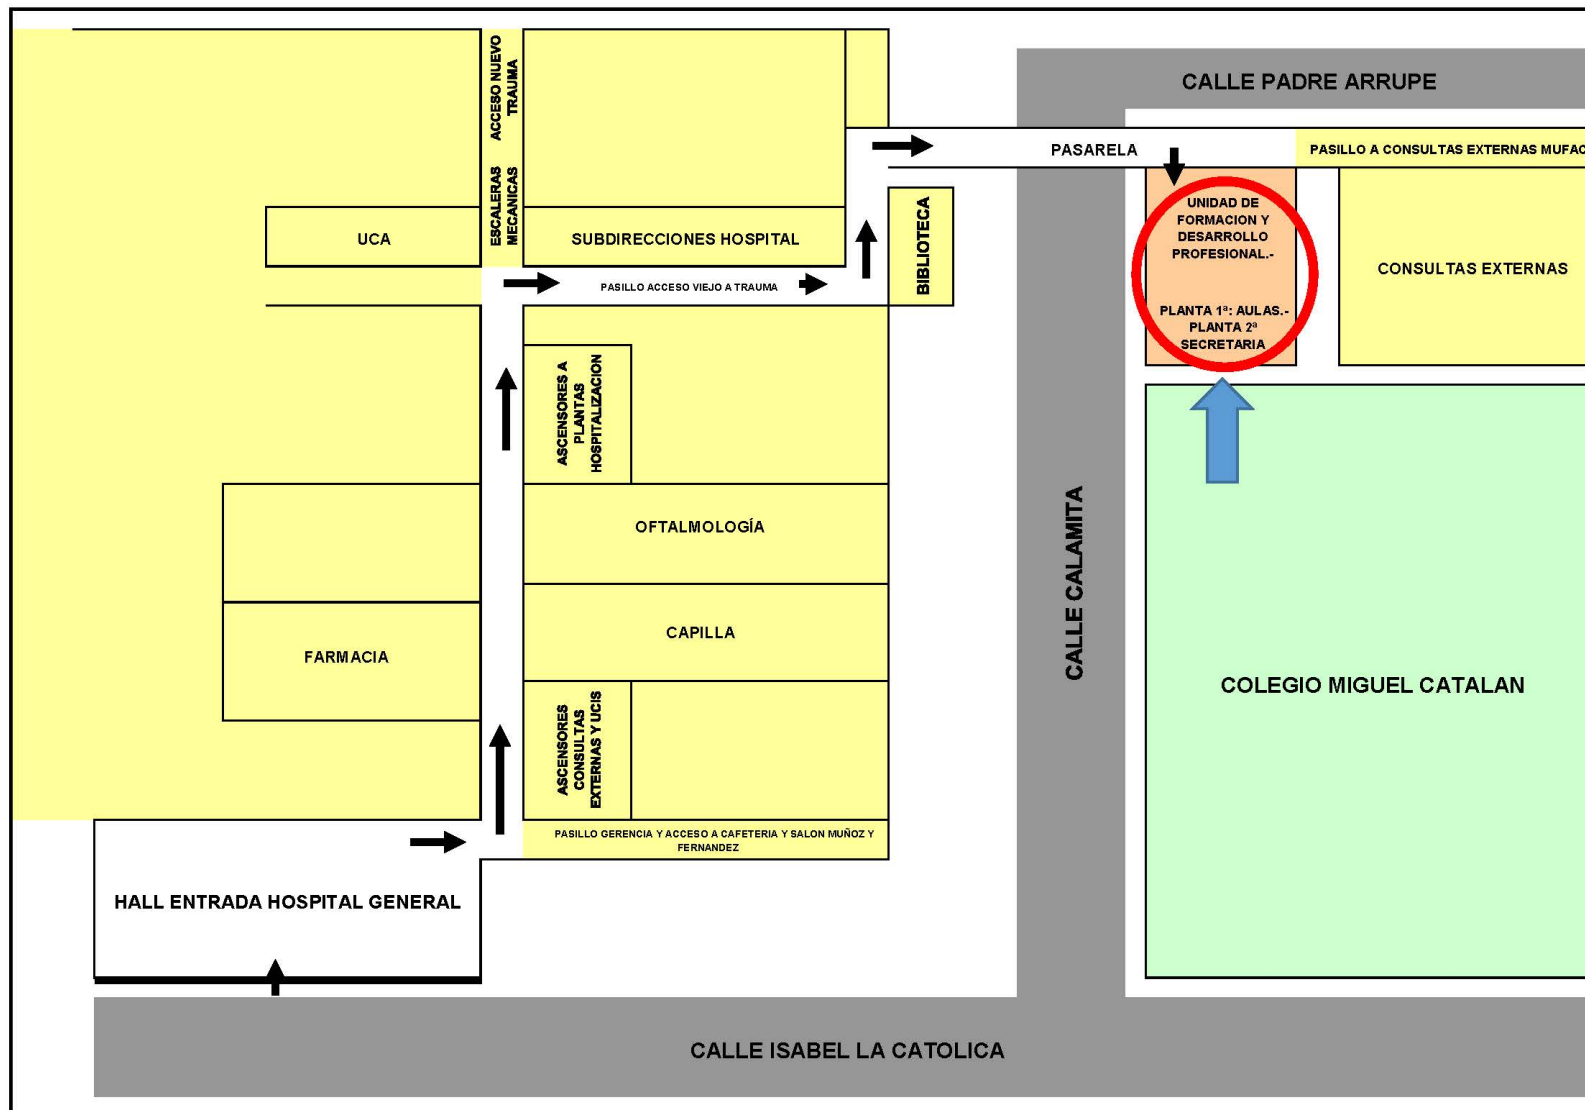 ACCESO NUEVO
TRAUMA
ESCALERAS
MECANICAS
CALLE PADRE ARRUPE
PASARELA
PASILLO A CONSULTAS EXTERNAS MUFAC
UCA
SUBDIRECCIONES HOSPITAL
BIBLIOTECA
UNIDAD DE
FORMACION Y
DESARROLLO
PROFESIONAL.-
PLANTA 1ª: AULAS.-
PLANTA 2ª
SECRETARIA
CONSULTAS EXTERNAS
PASILLO ACCESO VIEJO A TRAUMA
ASCENSORES A
PLANTAS
HOSPITALIZACION
OFTALMOLOGÍA
CALLE CALAMITA
CAPILLA
FARMACIA
COLEGIO MIGUEL CATALAN
ASCENSORES
CONSULTAS
EXTERNAS Y UCIS
PASILLO GERENCIA Y ACCESO A CAFETERIA Y SALON MUÑOZ Y
FERNANDEZ
HALL ENTRADA HOSPITAL GENERAL
CALLE ISABEL LA CATOLICA